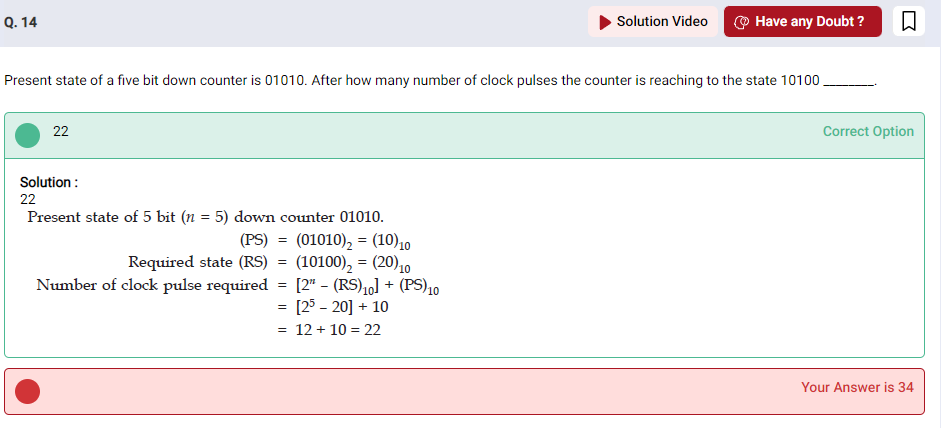 Q. 14
Solution Video
Have any Doubt ?
Present state of a five bit down counter is 01010. After how many number of clock pulses the counter is reaching to the state 10100 _______.
22
Correct Option
Solution :
22
Present state of 5 bit (n = 5) down counter 01010.
(PS) = (01010)₂ = (10)₁₀
Required state (RS) = (10100)₂ = (20)₁₀
Number of clock pulse required = [2ⁿ – (RS)₁₀] + (PS)₁₀
= [2⁵ – 20] + 10
= 12 + 10 = 22
Your Answer is 34